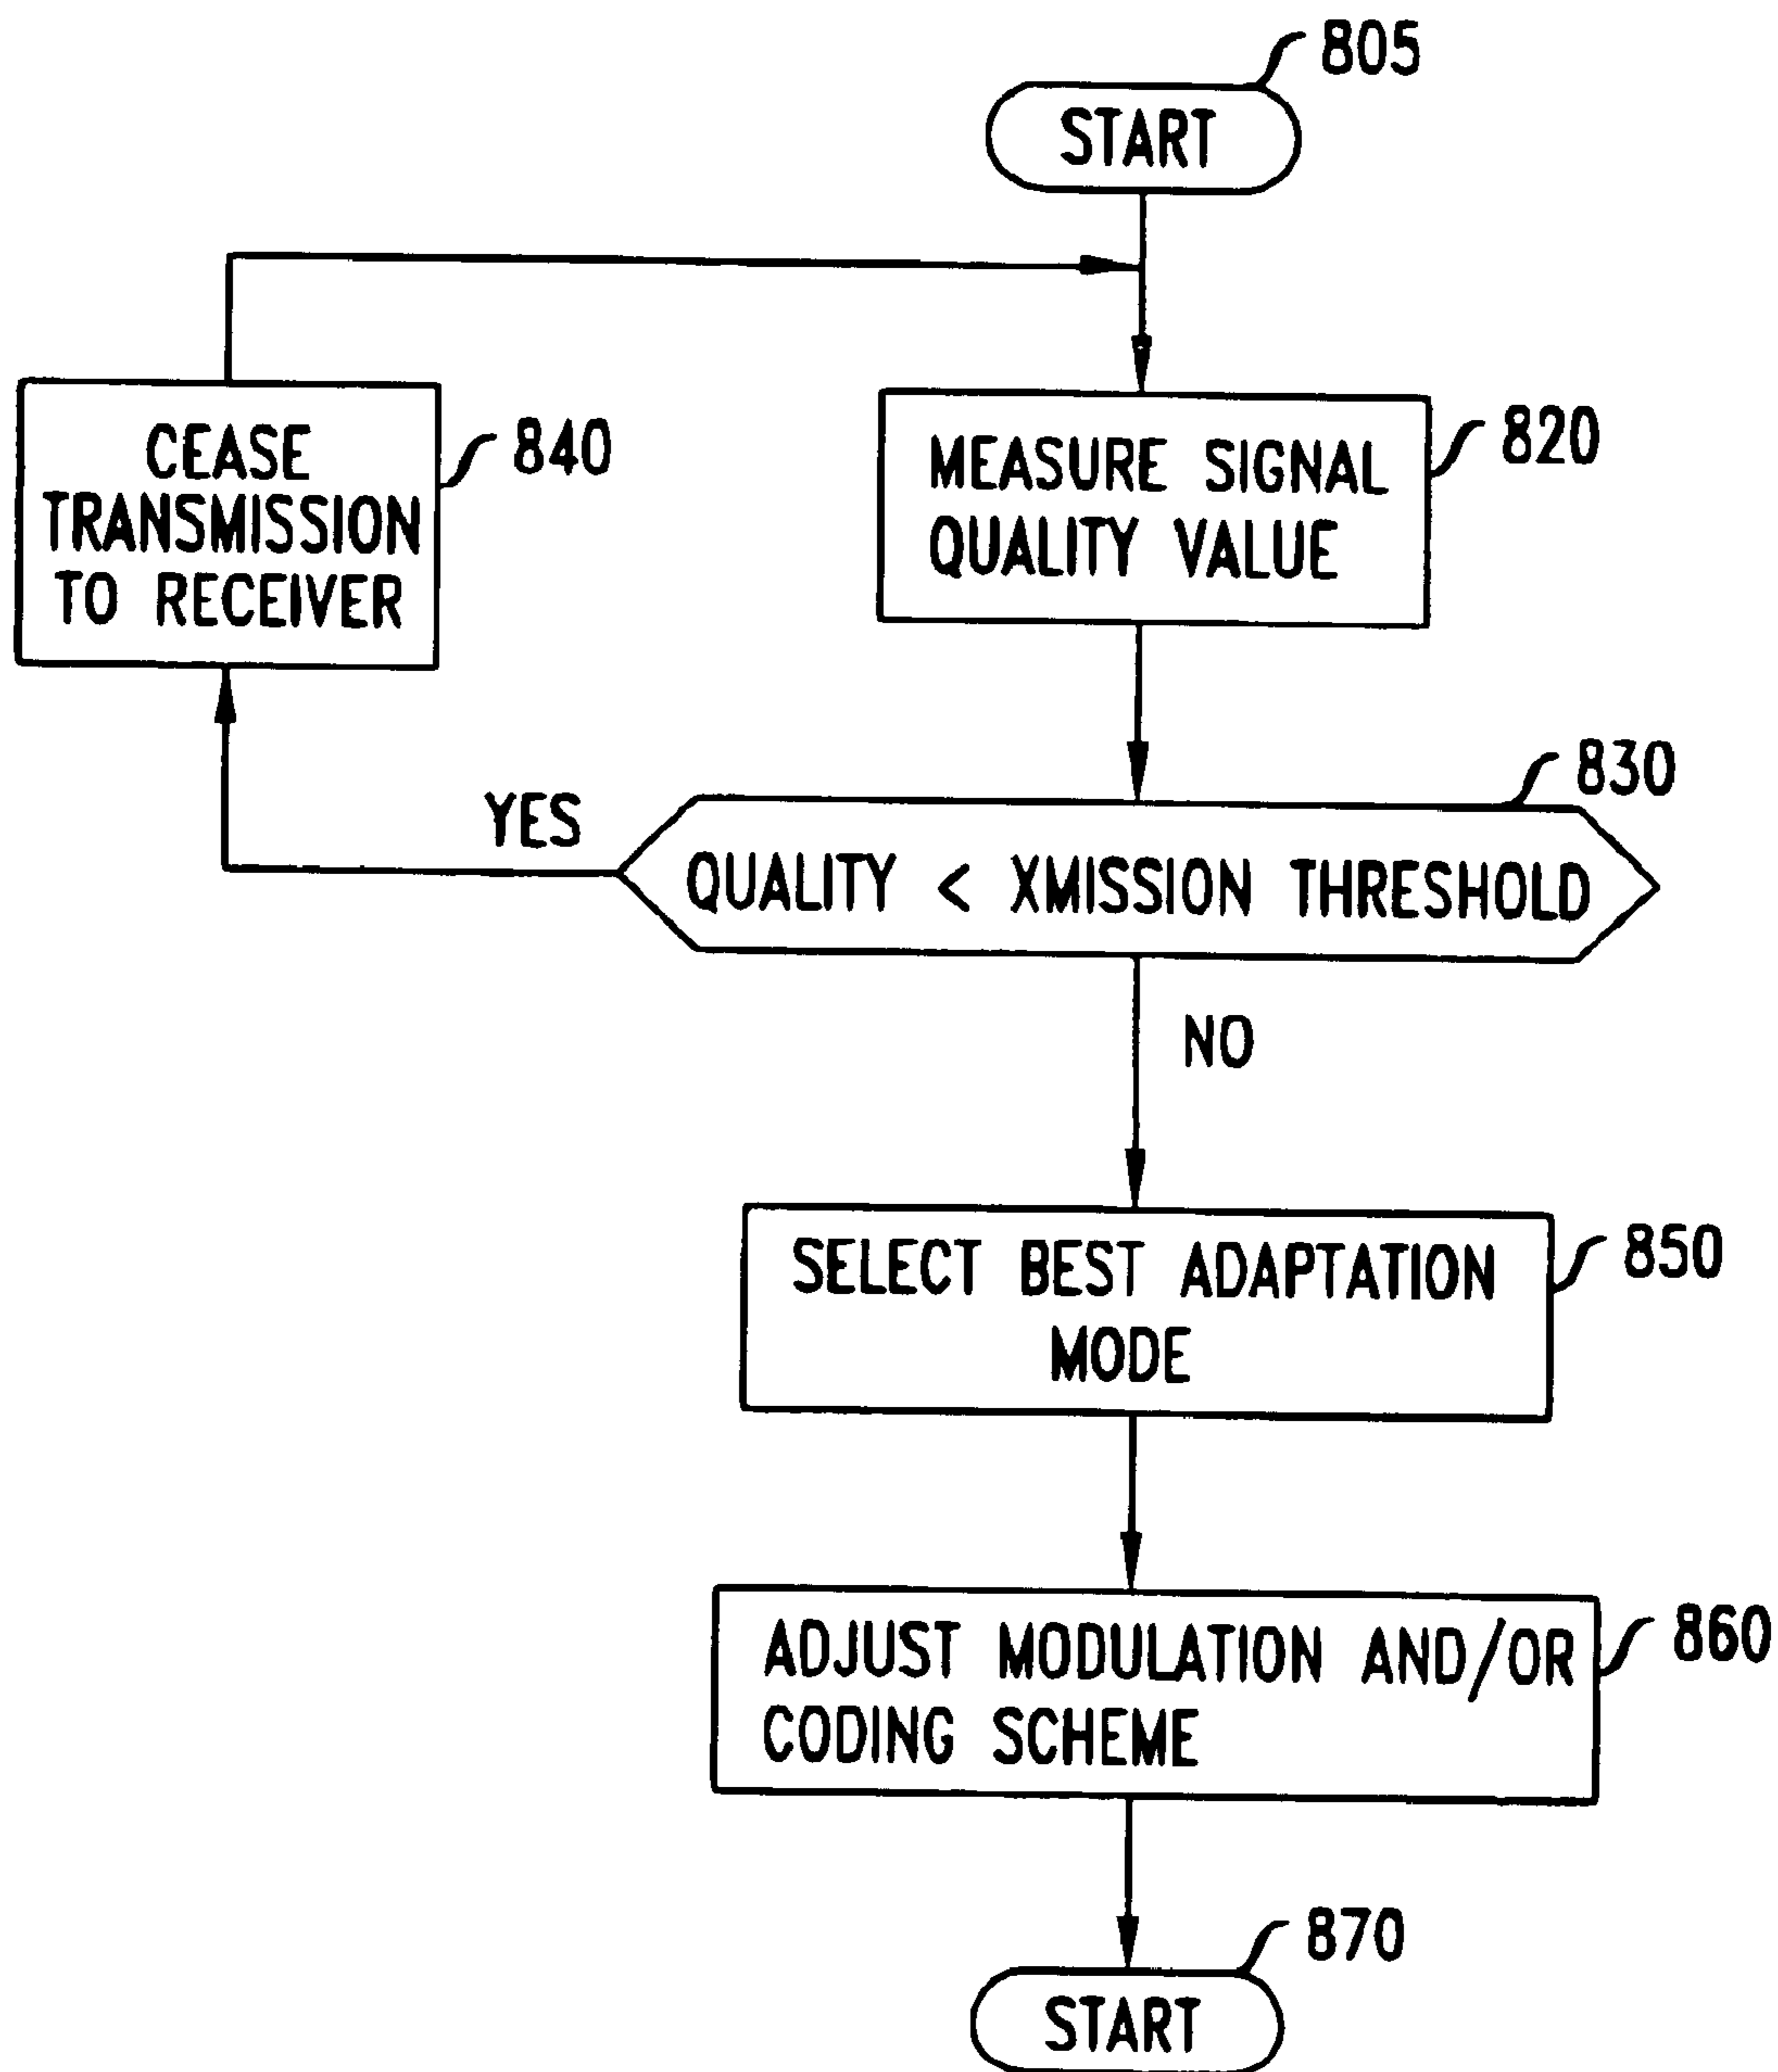 805
START
CEASE
TRANSMISSION
TO RECEIVER
840
MEASURE SIGNAL
QUALITY VALUE
820
830
YES
QUALITY < XMISSION THRESHOLD
NO
SELECT BEST ADAPTATION
MODE
850
ADJUST MODULATION AND/OR
CODING SCHEME
860
870
START